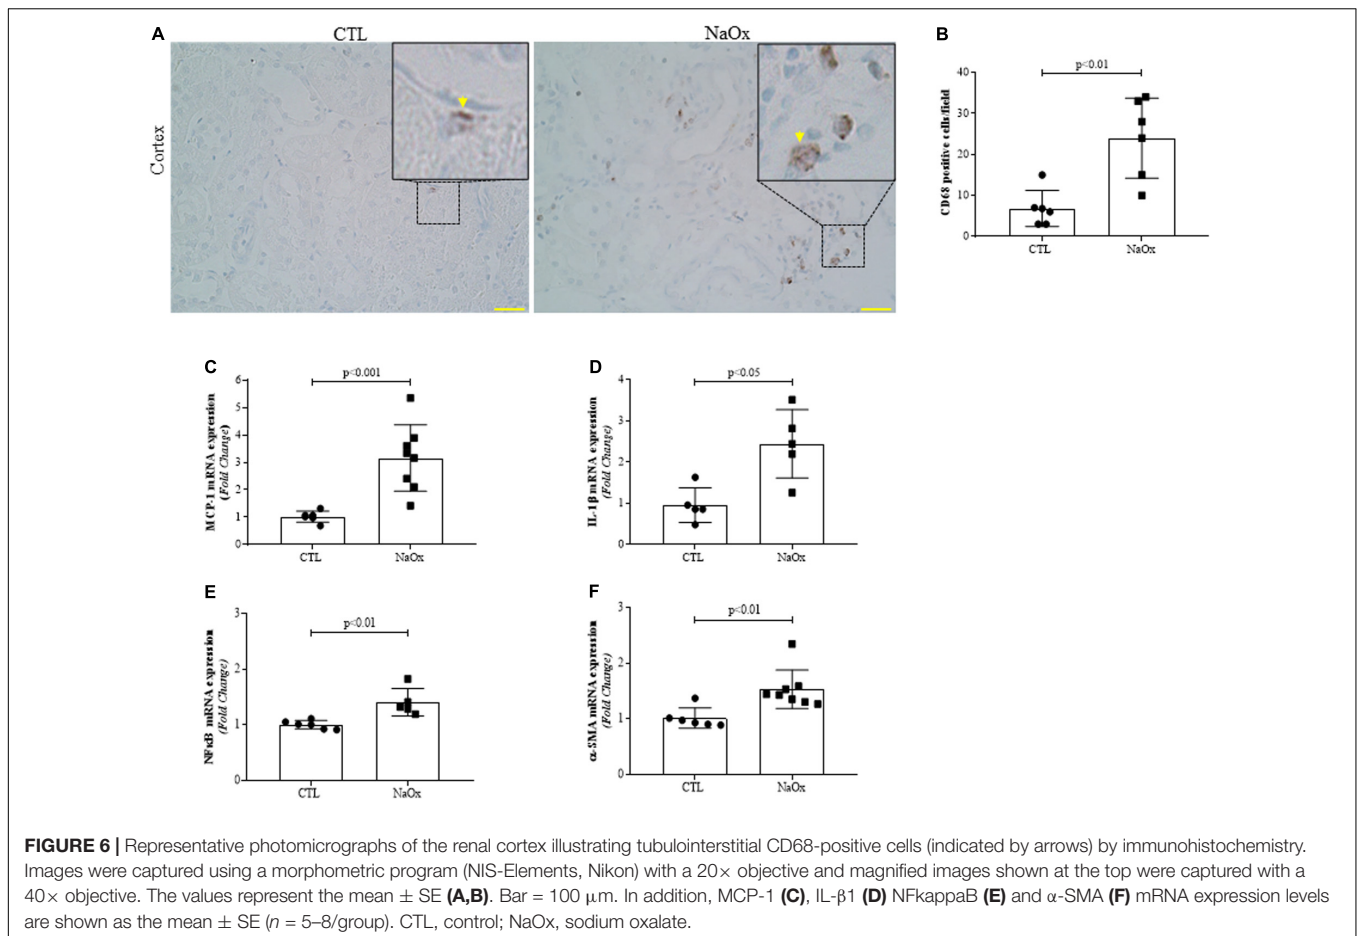 A
CTL
NaOx
Cortex
B
p<0.01
CD68 positive cells/field
40
30
20
10
0
CTL
NaOx
C
p<0.001
MCP-1 mRNA expression
(Fold Change)
6
5
4
3
2
1
0
CTL
NaOx
D
p<0.05
IL-1β mRNA expression
(Fold Change)
4
3
2
1
0
CTL
NaOx
E
p<0.01
NFκB mRNA expression
(Fold Change)
3
2
1
0
CTL
NaOx
F
p<0.01
α-SMA mRNA expression
(Fold Change)
3
2
1
0
CTL
NaOx
FIGURE 6 | Representative photomicrographs of the renal cortex illustrating tubulointerstitial CD68-positive cells (indicated by arrows) by immunohistochemistry.
Images were captured using a morphometric program (NIS-Elements, Nikon) with a 20× objective and magnified images shown at the top were captured with a
40× objective. The values represent the mean ± SE (A,B). Bar = 100 μm. In addition, MCP-1 (C), IL-β1 (D) NFkappaB (E) and α-SMA (F) mRNA expression levels
are shown as the mean ± SE (n = 5–8/group). CTL, control; NaOx, sodium oxalate.